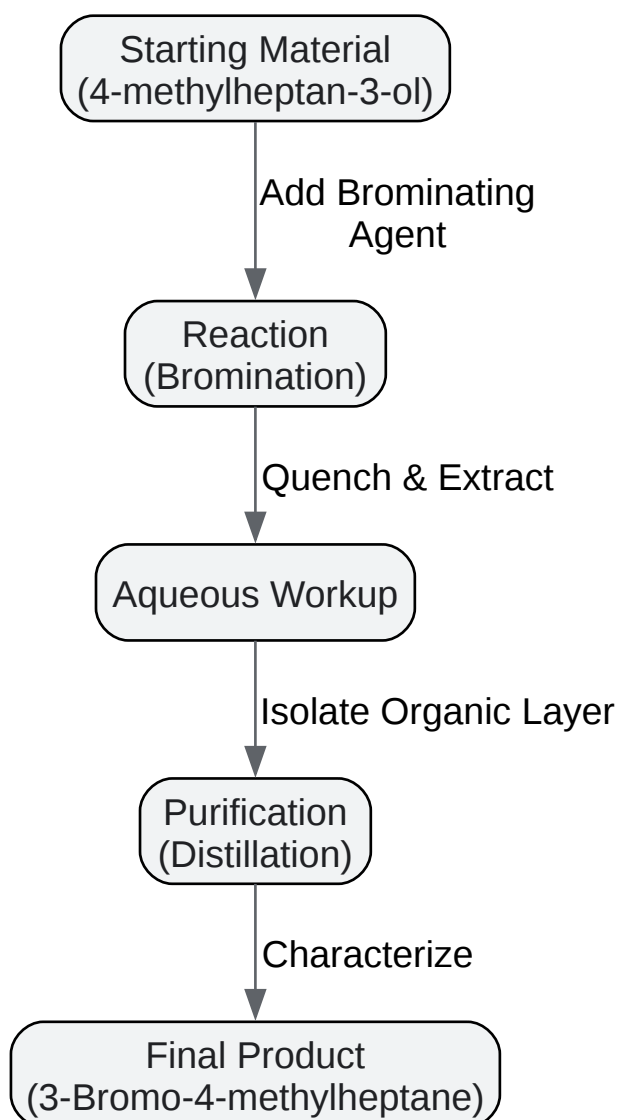 Starting Material
(4-methylheptan-3-ol)
Add Brominating
Agent
Reaction
(Bromination)
Quench & Extract
Aqueous Workup
Isolate Organic Layer
Purification
(Distillation)
Characterize
Final Product
(3-Bromo-4-methylheptane)